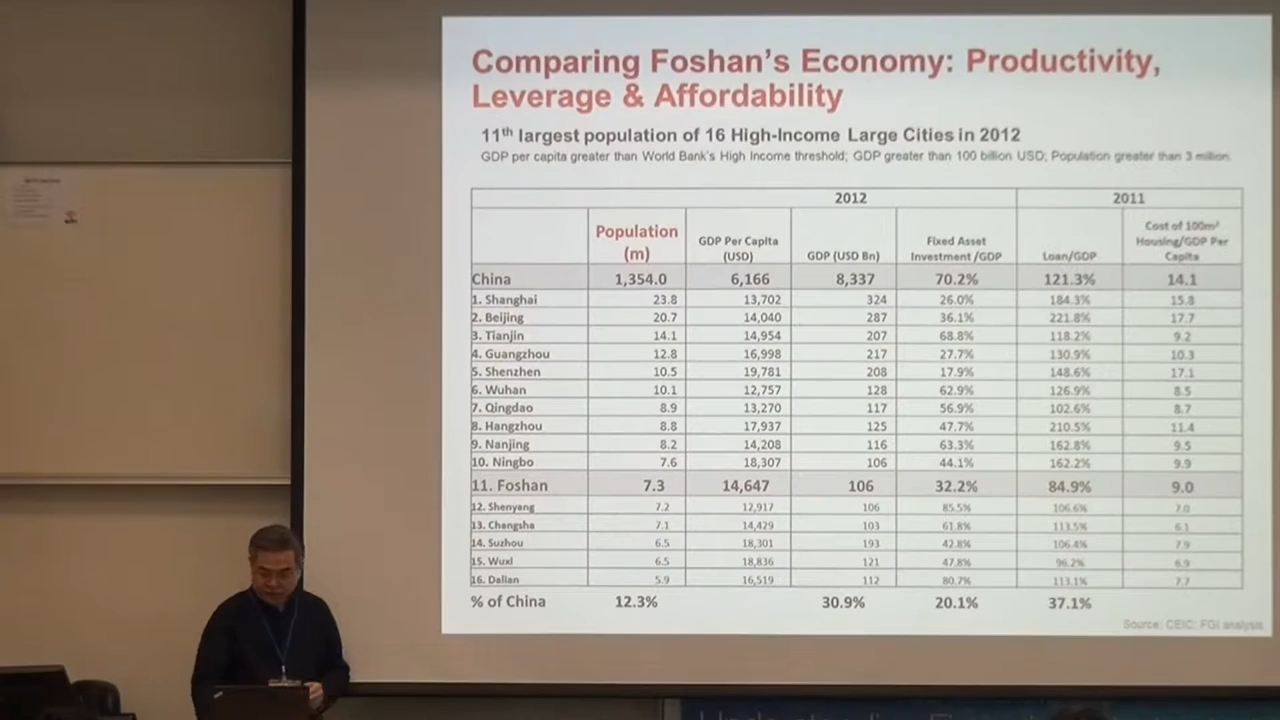 Comparing Foshan's Economy: Productivity,
Leverage & Affordability
11th largest population of 16 High-Income Large Cities in 2012
GDP per capita greater than World Bank's High Income threshold; GDP greater than 100 billion USD; Population greater than 3 million.
2012 2011
Population (m) GDP Per Capita (USD) GDP (USD Bn) Fixed Asset Investment /GDP Loan/GDP Cost of 100m² Housing/GDP Per Capita
China 1,354.0 6,166 8,337 70.2% 121.3% 14.1
1. Shanghai 23.8 13,702 324 26.0% 184.3% 15.8
2. Beijing 20.7 14,040 287 36.1% 221.8% 17.7
3. Tianjin 14.1 14,954 207 68.8% 118.2% 9.2
4. Guangzhou 12.8 16,998 217 27.7% 130.9% 10.3
5. Shenzhen 10.5 19,781 208 17.9% 148.6% 17.1
6. Wuhan 10.1 12,757 128 62.9% 126.9% 8.5
7. Qingdao 8.9 13,270 117 56.9% 102.6% 8.7
8. Hangzhou 8.8 17,937 125 47.7% 210.5% 11.4
9. Nanjing 8.2 14,208 116 63.3% 162.8% 9.5
10. Ningbo 7.6 18,307 106 44.1% 162.2% 9.9
11. Foshan 7.3 14,647 106 32.2% 84.9% 9.0
12. Shenyang 7.2 12,917 106 85.5% 106.6% 7.0
13. Changsha 7.1 14,429 103 61.8% 113.5% 6.1
14. Suzhou 6.5 18,301 193 42.8% 106.4% 7.9
15. Wuxi 6.5 18,836 121 47.8% 96.2% 6.9
16. Dalian 5.9 16,519 112 80.7% 113.1% 7.7
% of China 12.3% 30.9% 20.1% 37.1%
Source: CEIC; FGI analysis